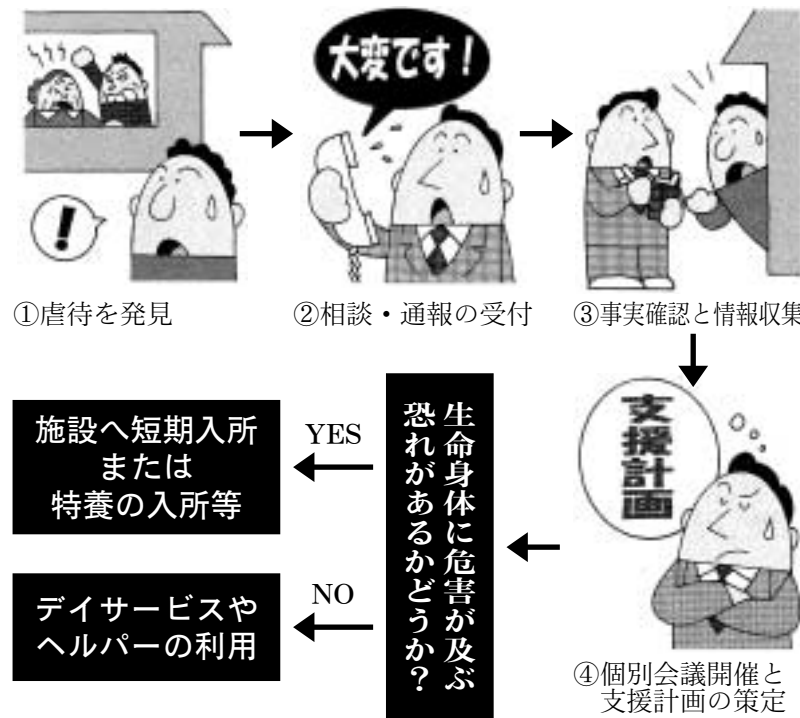 !
①虐待を発見
大変です!
②相談・通報の受付
③事実確認と情報収集
支援計画
④個別会議開催と
支援計画の策定
生命身体に危害が及ぶ
恐れがあるかどうか?
YES
施設へ短期入所
または
特養の入所等
NO
デイサービスや
ヘルパーの利用